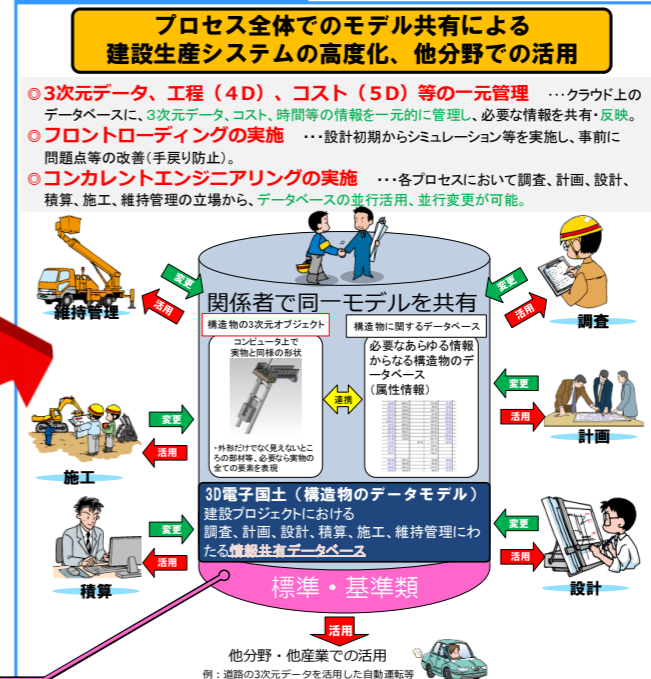 プロセス全体でのモデル共有による
建設生産システムの高度化、他分野での活用
◎3次元データ、工程（4D）、コスト（5D）等の一元管理　･･･クラウド上の
データベースに、3次元データ、コスト、時間等の情報を一元的に管理し、必要な情報を共有・反映。
◎フロントローディングの実施　･･･設計初期からシミュレーション等を実施し、事前に
問題点等の改善(手戻り防止)。
◎コンカレントエンジニアリングの実施　･･･各プロセスにおいて調査、計画、設計、
積算、施工、維持管理の立場から、データベースの並行活用、並行変更が可能。
変更
活用
維持管理
変更
活用
調査
関係者で同一モデルを共有
構造物の3次元オブジェクト
コンピュータ上で
実物と同様の形状
・外形だけでなく見えないとこ
ろの部材等、必要なら実物の
全ての要素を表現
連携
構造物に関するデータベース
必要なあらゆる情報
からなる構造物のデ
ータベース
（属性情報）
変更
活用
施工
変更
活用
計画
3D電子国土（構造物のデータモデル）
建設プロジェクトにおける
調査、計画、設計、積算、施工、維持管理にわ
たる情報共有データベース
変更
活用
積算
変更
活用
設計
標準・基準類
活用
他分野・他産業での活用
例：道路の3次元データを活用した自動運転等